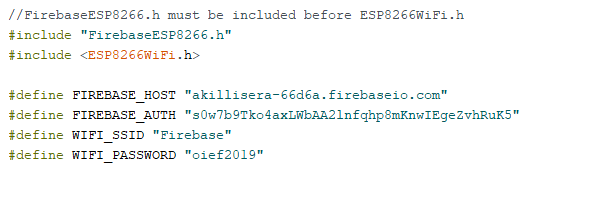 //FirebaseESP8266.h must be included before ESP8266WiFi.h
#include "FirebaseESP8266.h"
#include <ESP8266WiFi.h>
#define FIREBASE_HOST "akillisera-66d6a.firebaseio.com"
#define FIREBASE_AUTH "s0w7b9Tko4axLWbAA2lnfqhp8mKnwIEgeZvhRuK5"
#define WIFI_SSID "Firebase"
#define WIFI_PASSWORD "oief2019"